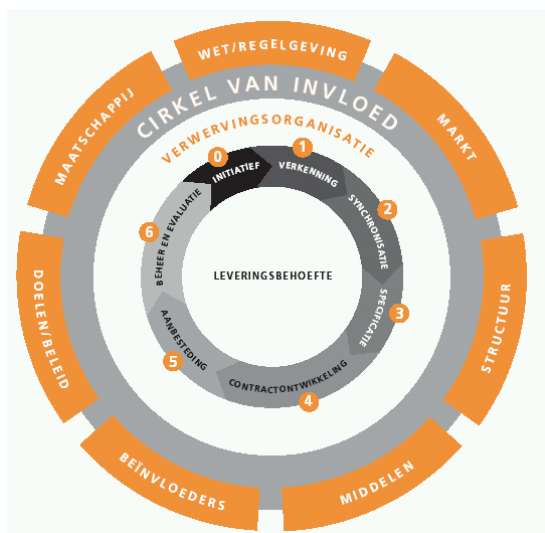 WET/REGELGEVING
MARKT
STRUCTUUR
MIDDELEN
BEÏNVLOEDERS
DOELEN/BELEID
MAATSCHAPPIJ
CIRKEL VAN INVLOED
VERWERVINGSORGANISATIE
0
INITIATIEF
1
VERKENNING
2
SYNCHRONISATIE
3
SPECIFICATIE
4
CONTRACTONTWIKKELING
5
AANBESTEDING
6
BEHEER EN EVALUATIE
LEVERINGSBEHOEFTE